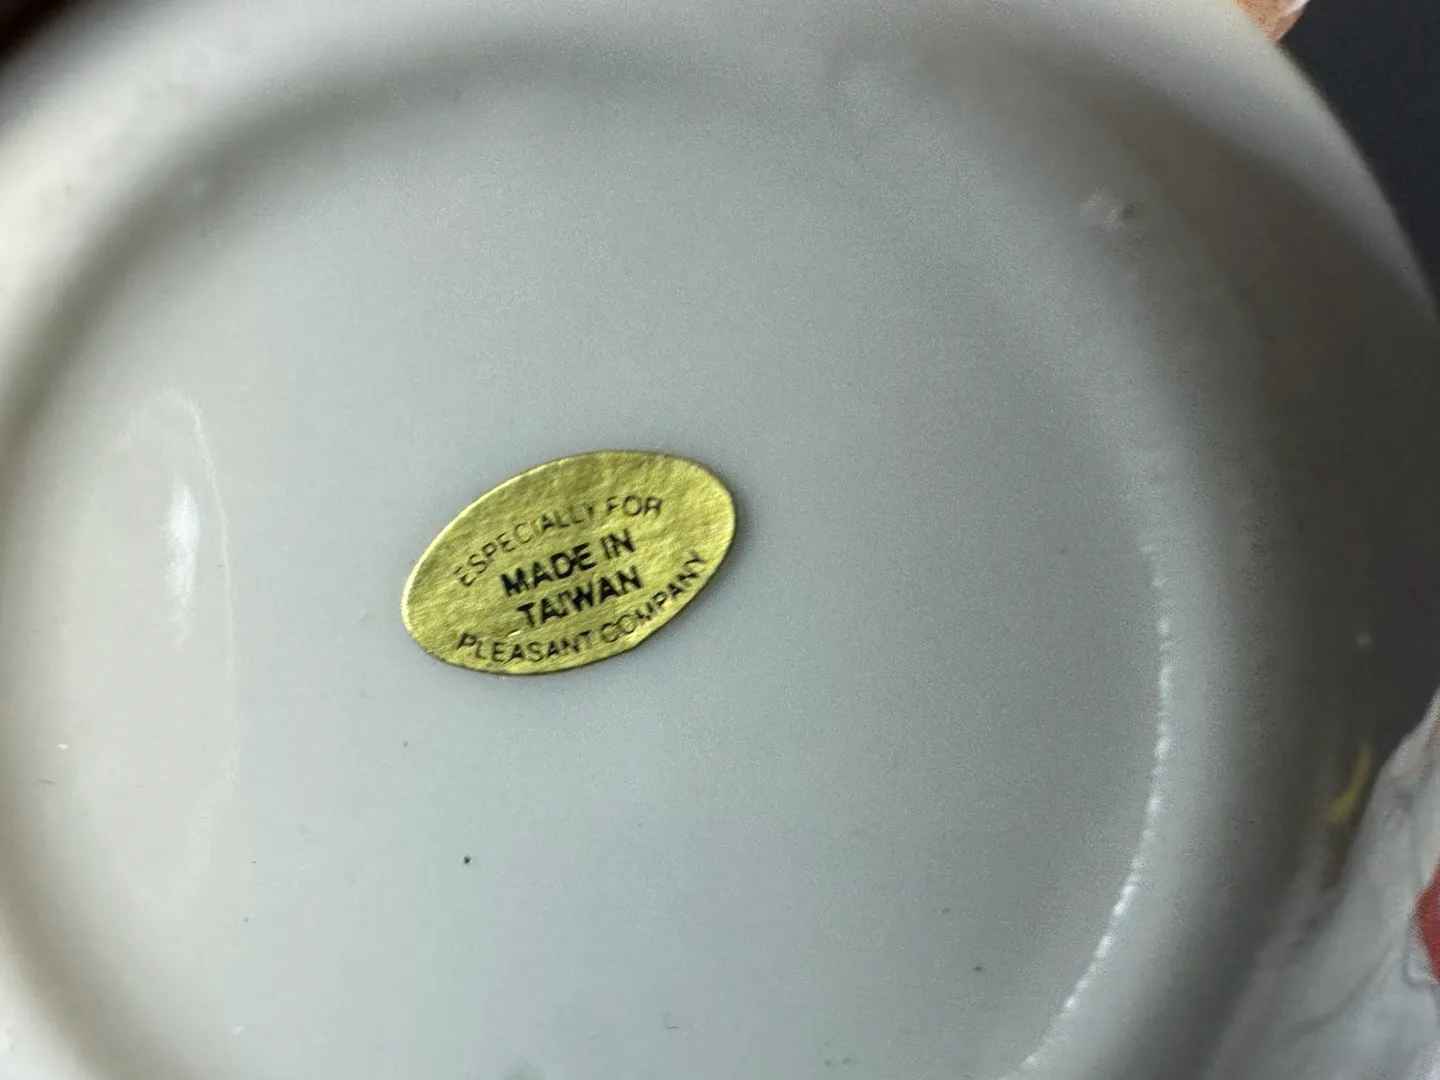 ESPECIALLY FOR
MADE IN
TAIWAN
PLEASANT COMPANY